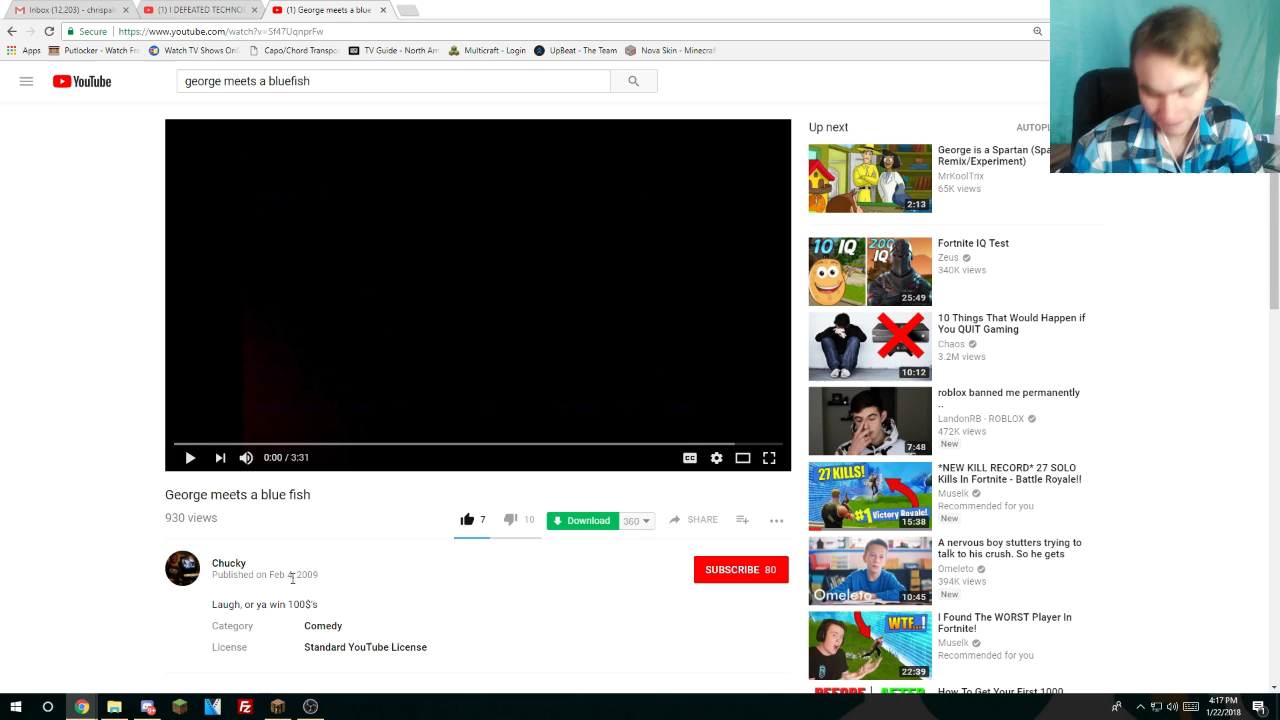 Inbox (12,203) - chrispal
I DEFEATED TECHNO
George meets a blue
Secure
https://www.youtube.com/watch?v=Sf47UqnprFw
Apps
Putlocker - Watch Fr
Watch TV Shows Onl
Capo/Transpose Cha
TV Guide - North Am
Multicraft - Login
UpBeat - The Team
Nova Skin - Minecraf
YouTube
george meets a bluefish
Up next
AUTOPL
George is a Spartan (Spa
Remix/Experiment)
MrKoolTrix
65K views
2:13
10 IQ
200 IQ
Fortnite IQ Test
Zeus
340K views
25:49
10 Things That Would Happen if
You QUIT Gaming
Chaos
3.2M views
10:12
roblox banned me permanently
..
LandonRB - ROBLOX
472K views
New
7:48
27 KILLS!
#1 Victory Royale!
*NEW KILL RECORD* 27 SOLO
Kills In Fortnite - Battle Royale!!
Muselk
Recommended for you
New
15:38
Omeleto
A nervous boy stutters trying to
talk to his crush. So he gets
Omeleto
394K views
New
10:45
WTF..!
I Found The WORST Player In
Fortnite!
Muselk
Recommended for you
22:39
How To Get Your First 1000
0:00 / 3:31
CC
George meets a blue fish
930 views
7
10
Download
360
SHARE
Chucky
Published on Feb 4, 2009
SUBSCRIBE 80
Laugh, or ya win 100$'s
Category
Comedy
License
Standard YouTube License
4:17 PM
1/22/2018
1